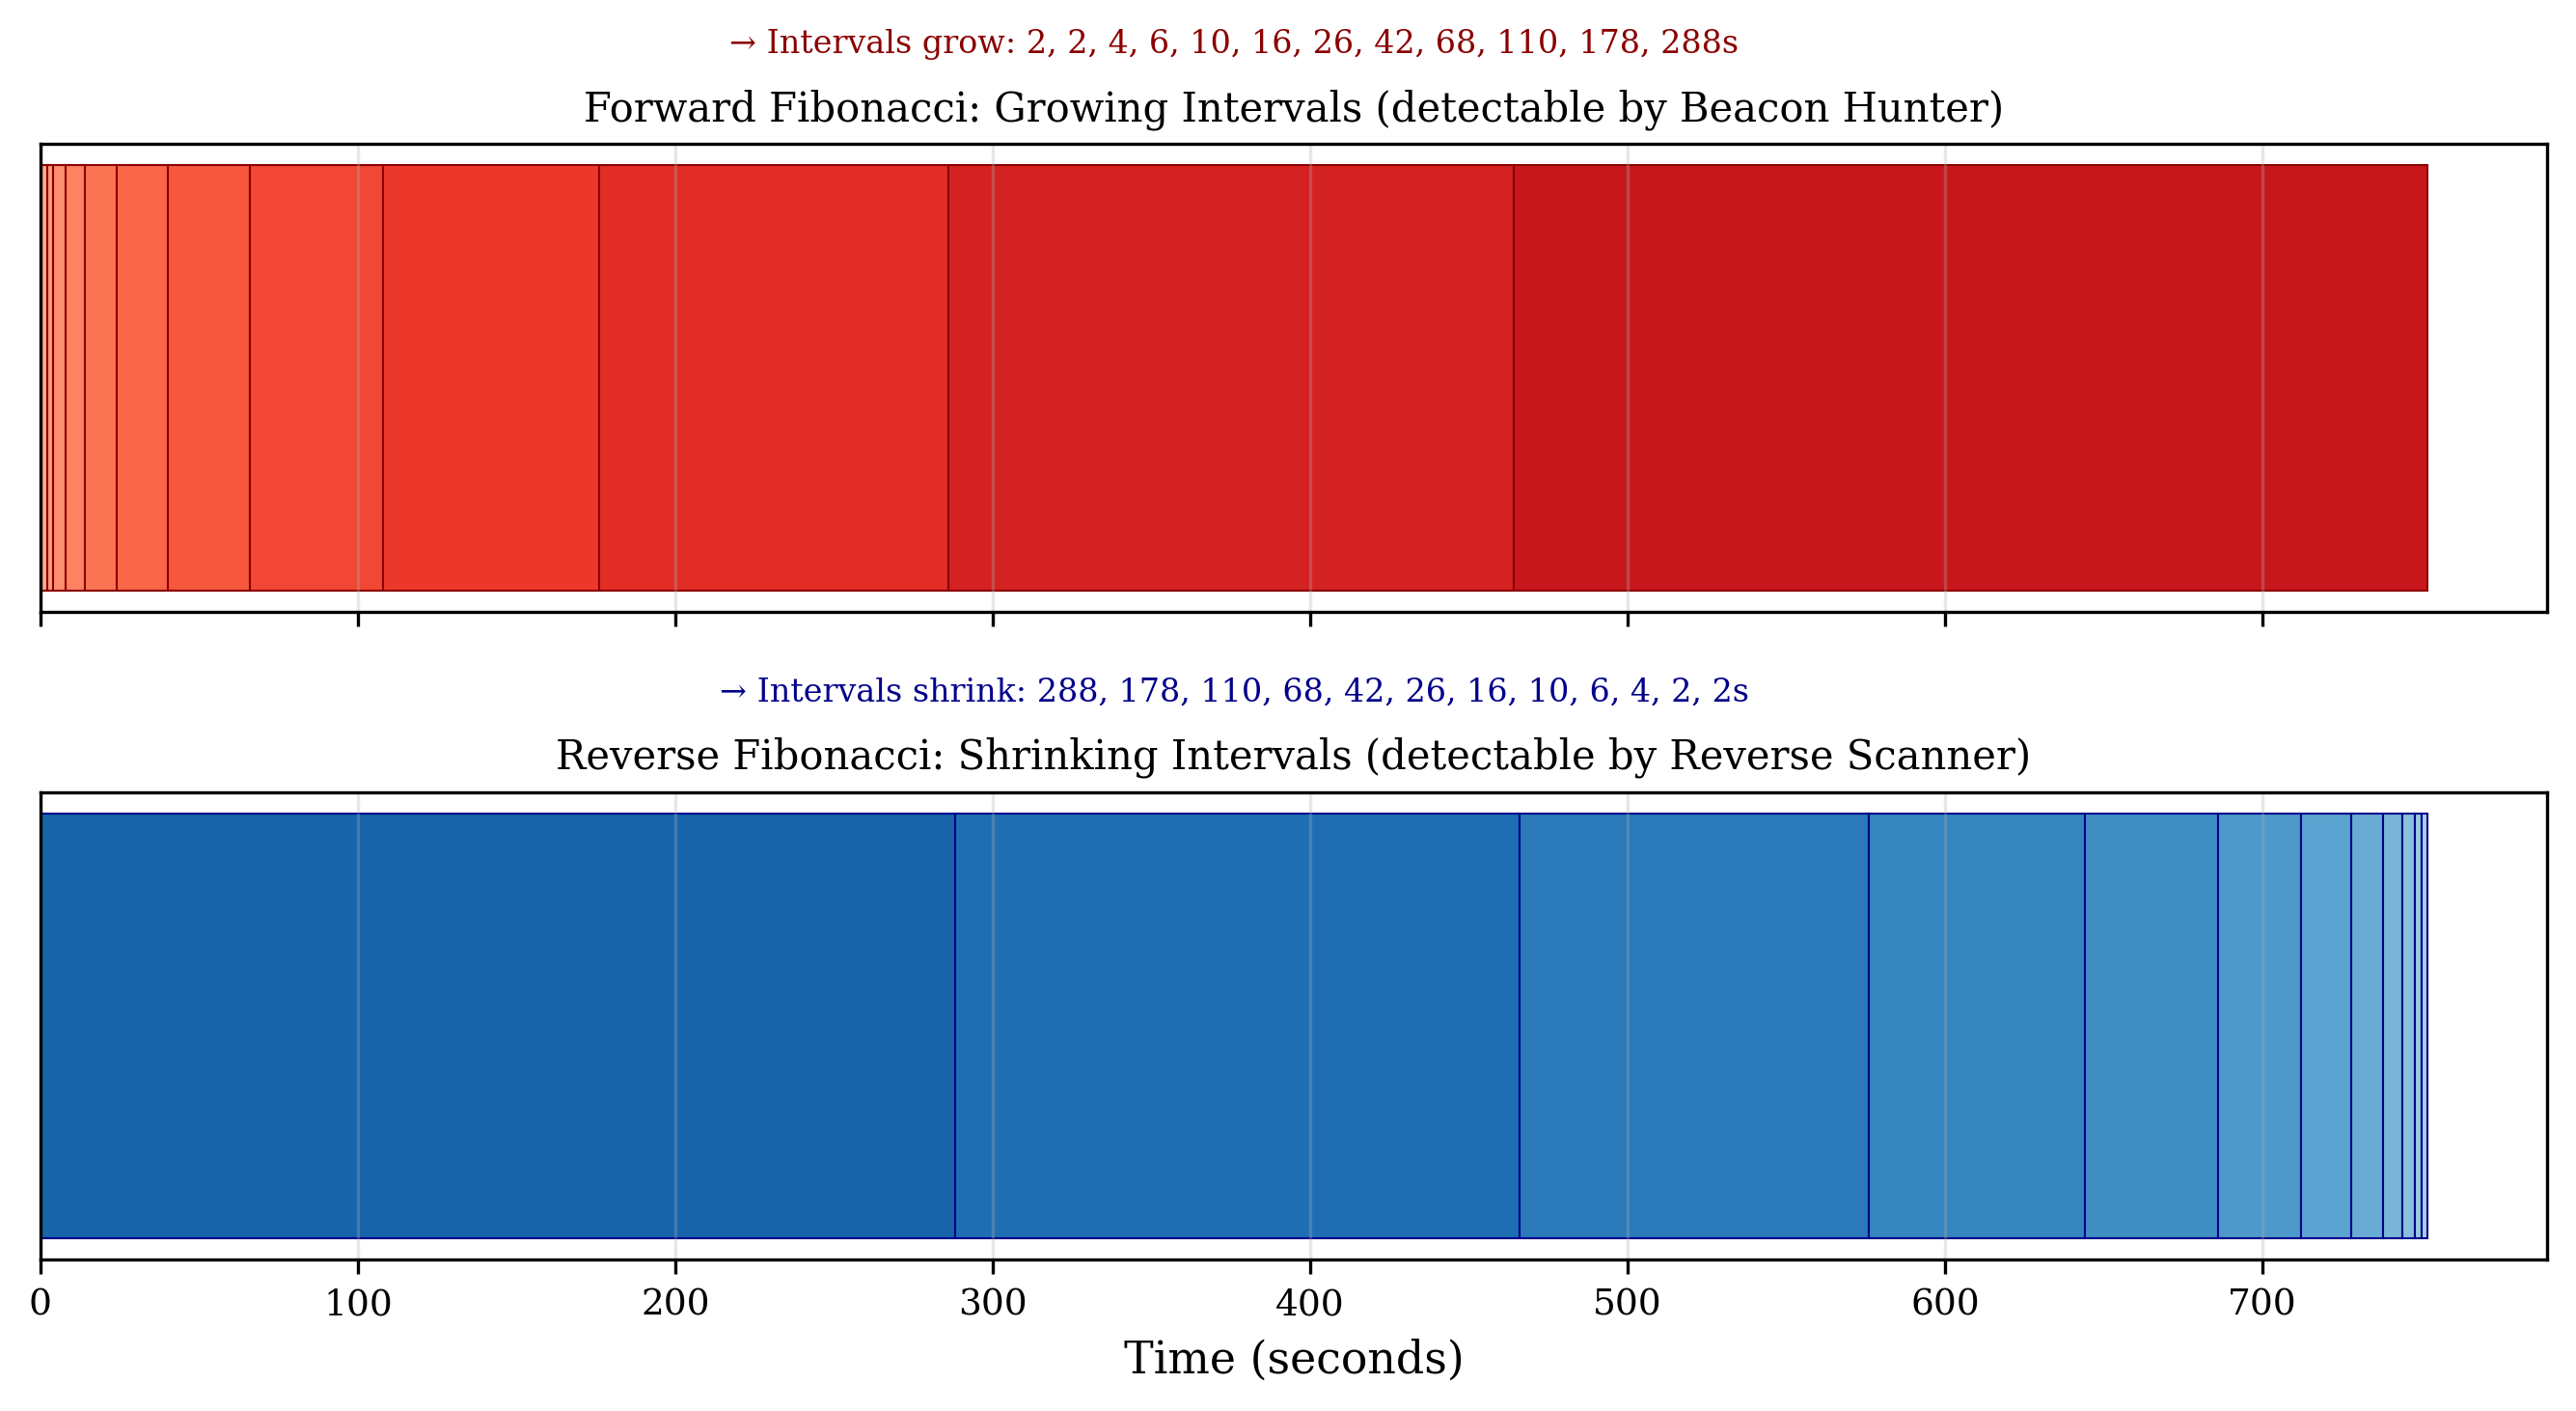 → Intervals grow: 2, 2, 4, 6, 10, 16, 26, 42, 68, 110, 178, 288s
Forward Fibonacci: Growing Intervals (detectable by Beacon Hunter)
→ Intervals shrink: 288, 178, 110, 68, 42, 26, 16, 10, 6, 4, 2, 2s
Reverse Fibonacci: Shrinking Intervals (detectable by Reverse Scanner)
0 100 200 300 400 500 600 700
Time (seconds)